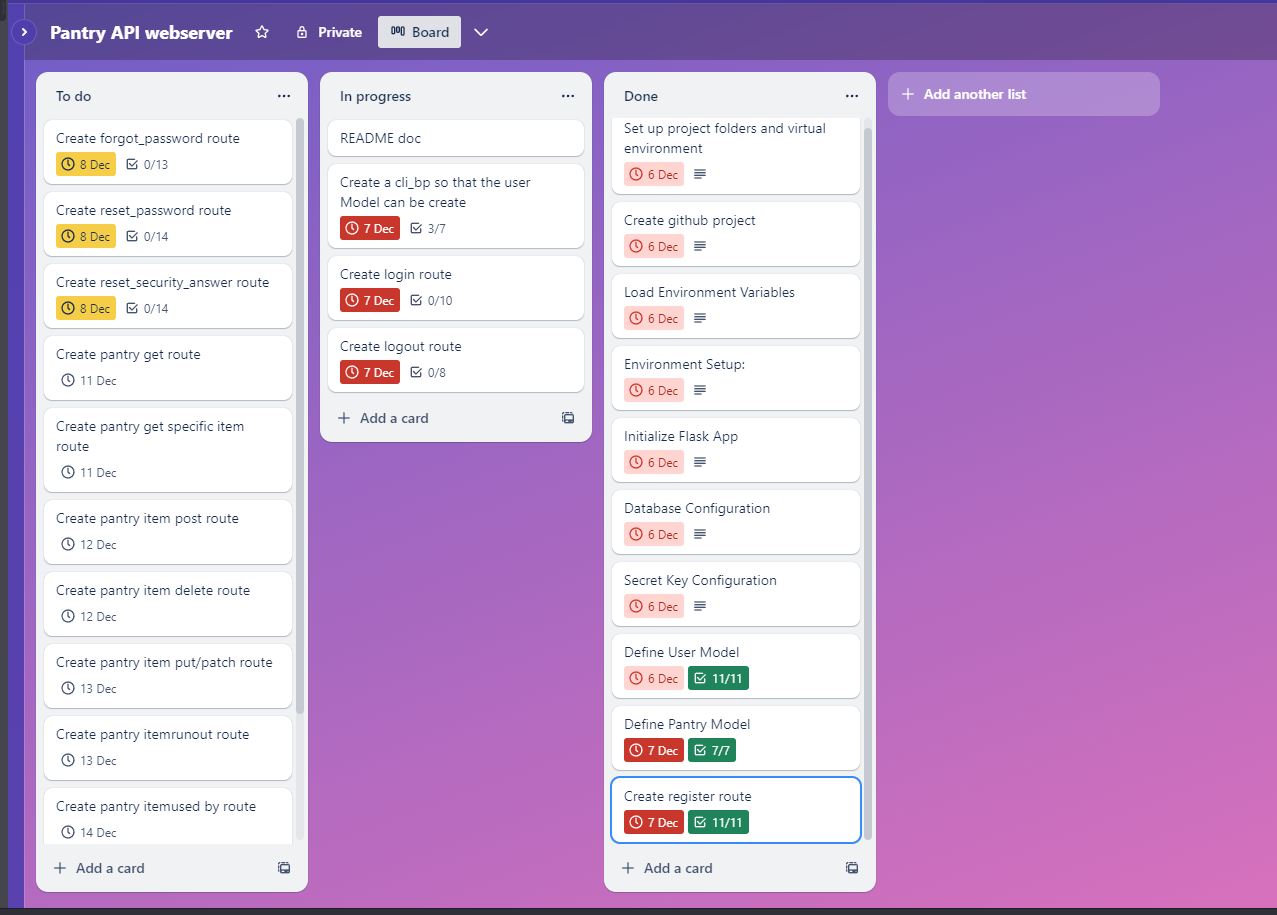 Pantry API webserver
Private
Board
To do
Create forgot_password route
8 Dec 0/13
Create reset_password route
8 Dec 0/14
Create reset_security_answer route
8 Dec 0/14
Create pantry get route
11 Dec
Create pantry get specific item
route
11 Dec
Create pantry item post route
12 Dec
Create pantry item delete route
12 Dec
Create pantry item put/patch route
13 Dec
Create pantry itemrunout route
13 Dec
Create pantry itemused by route
14 Dec
+ Add a card
In progress
README doc
Create a cli_bp so that the user
Model can be create
7 Dec 3/7
Create login route
7 Dec 0/10
Create logout route
7 Dec 0/8
+ Add a card
Done
Set up project folders and virtual
environment
6 Dec
Create github project
6 Dec
Load Environment Variables
6 Dec
Environment Setup:
6 Dec
Initialize Flask App
6 Dec
Database Configuration
6 Dec
Secret Key Configuration
6 Dec
Define User Model
6 Dec 11/11
Define Pantry Model
7 Dec 7/7
Create register route
7 Dec 11/11
+ Add a card
+ Add another list